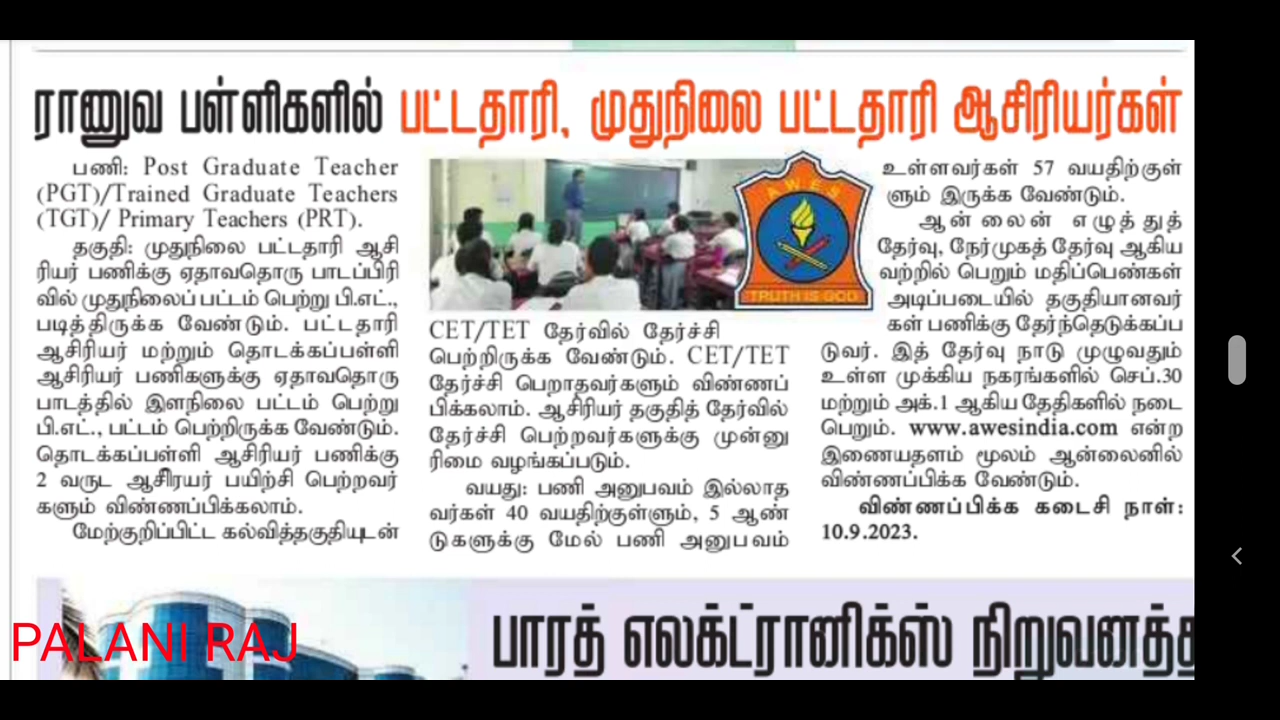 ராணுவ பள்ளிகளில் பட்டதாரி, முதுநிலை பட்டதாரி ஆசிரியர்கள்
பணி: Post Graduate Teacher
(PGT)/Trained Graduate Teachers
(TGT)/ Primary Teachers (PRT).
தகுதி: முதுநிலை பட்டதாரி ஆசி
ரியர் பணிக்கு ஏதாவதொரு பாடப்பிரி
வில் முதுநிலைப் பட்டம் பெற்று பி.எட்.,
படித்திருக்க வேண்டும். பட்டதாரி
ஆசிரியர் மற்றும் தொடக்கப்பள்ளி
ஆசிரியர் பணிகளுக்கு ஏதாவதொரு
பாடத்தில் இளநிலை பட்டம் பெற்று
பி.எட்., பட்டம் பெற்றிருக்க வேண்டும்.
தொடக்கப்பள்ளி ஆசிரியர் பணிக்கு
2 வருட ஆசிரயர் பயிற்சி பெற்றவர்
களும் விண்ணப்பிக்கலாம்.
மேற்குறிப்பிட்ட கல்வித்தகுதியுடன்
AWES
TRUTH IS GOD
CET/TET தேர்வில் தேர்ச்சி
பெற்றிருக்க வேண்டும். CET/TET
தேர்ச்சி பெறாதவர்களும் விண்ணப்
பிக்கலாம். ஆசிரியர் தகுதித் தேர்வில்
தேர்ச்சி பெற்றவர்களுக்கு முன்னு
ரிமை வழங்கப்படும்.
வயது: பணி அனுபவம் இல்லாத
வர்கள் 40 வயதிற்குள்ளும், 5 ஆண்
டுகளுக்கு மேல் பணி அனுபவம்
உள்ளவர்கள் 57 வயதிற்குள்
ளும் இருக்க வேண்டும்.
ஆன் லைன் எழுத்துத்
தேர்வு, நேர்முகத் தேர்வு ஆகிய
வற்றில் பெறும் மதிப்பெண்கள்
அடிப்படையில் தகுதியானவர்
கள் பணிக்கு தேர்ந்தெடுக்கப்ப
டுவர். இத் தேர்வு நாடு முழுவதும்
உள்ள முக்கிய நகரங்களில் செப்.30
மற்றும் அக்.1 ஆகிய தேதிகளில் நடை
பெறும். www.awesindia.com என்ற
இணையதளம் மூலம் ஆன்லைனில்
விண்ணப்பிக்க வேண்டும்.
விண்ணப்பிக்க கடைசி நாள்:
10.9.2023.
PALANI RAJ
பாரத் எலக்ட்ரானிக்ஸ்